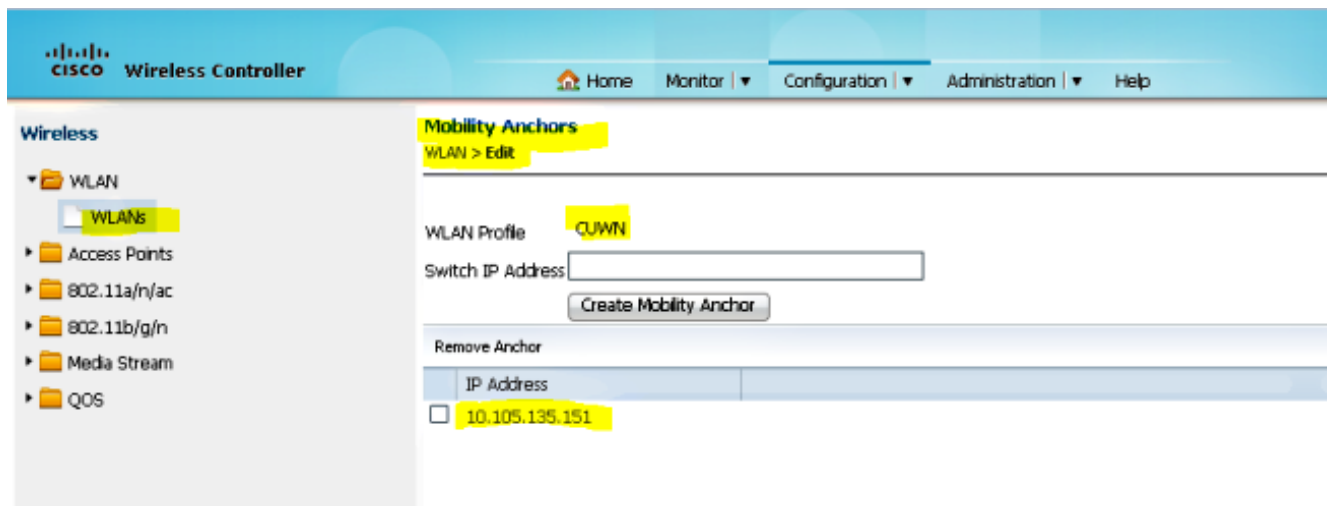 CISCO Wireless Controller
Home Monitor Configuration Administration Help
Wireless
WLAN
WLANs
Access Points
802.11a/n/ac
802.11b/g/n
Media Stream
QOS
Mobility Anchors
WLAN > Edit
WLAN Profile CUWN
Switch IP Address
Create Mobility Anchor
Remove Anchor
IP Address
10.105.135.151